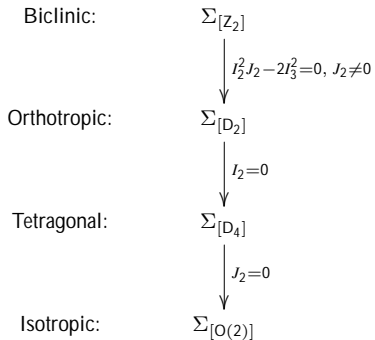 Biclinic: Σ[Z₂]
I₂²J₂−2I₃²=0, J₂≠0
Orthotropic: Σ[D₂]
I₂=0
Tetragonal: Σ[D₄]
J₂=0
Isotropic: Σ[O(2)]